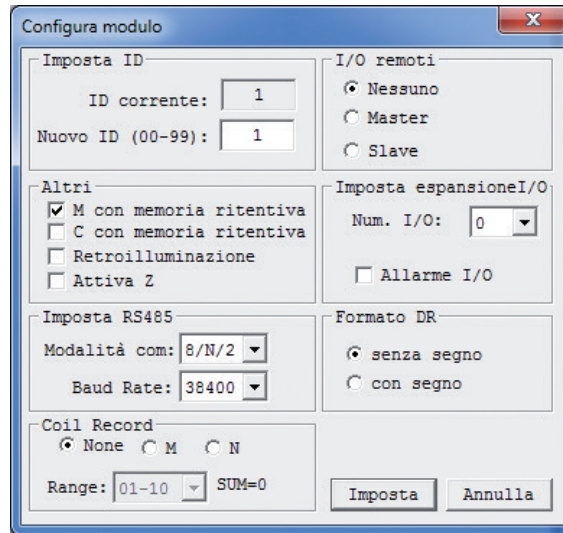 Configura modulo
Imposta ID
ID corrente: 1
Nuovo ID (00-99): 1
I/O remoti
Nessuno
Master
Slave
Altri
M con memoria ritentiva
C con memoria ritentiva
Retroilluminazione
Attiva Z
Imposta espansioneI/O
Num. I/O: 0
Allarme I/O
Imposta RS485
Modalità com: 8/N/2
Baud Rate: 38400
Formato DR
senza segno
con segno
Coil Record
None M N
Range: 01-10 SUM=0
Imposta Annulla